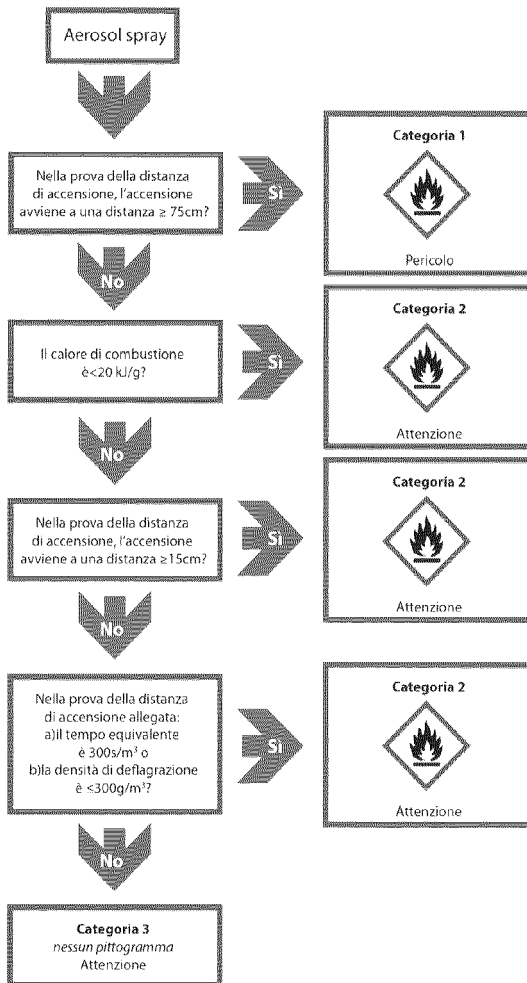 Aerosol spray
Nella prova della distanza
di accensione, l'accensione
avviene a una distanza ≥ 75cm?
Sì
Categoria 1
Pericolo
No
Il calore di combustione
è<20 kJ/g?
Sì
Categoria 2
Attenzione
No
Nella prova della distanza
di accensione, l'accensione
avviene a una distanza ≥15cm?
Sì
Categoria 2
Attenzione
No
Nella prova della distanza
di accensione allegata:
a)il tempo equivalente
è 300s/m³ o
b)la densità di deflagrazione
è ≤300g/m³?
Sì
Categoria 2
Attenzione
No
Categoria 3
nessun pittogramma
Attenzione